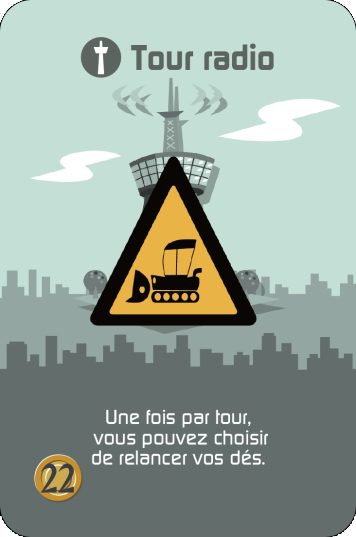 Tour radio
Une fois par tour,
vous pouvez choisir
de relancer vos dés.
22